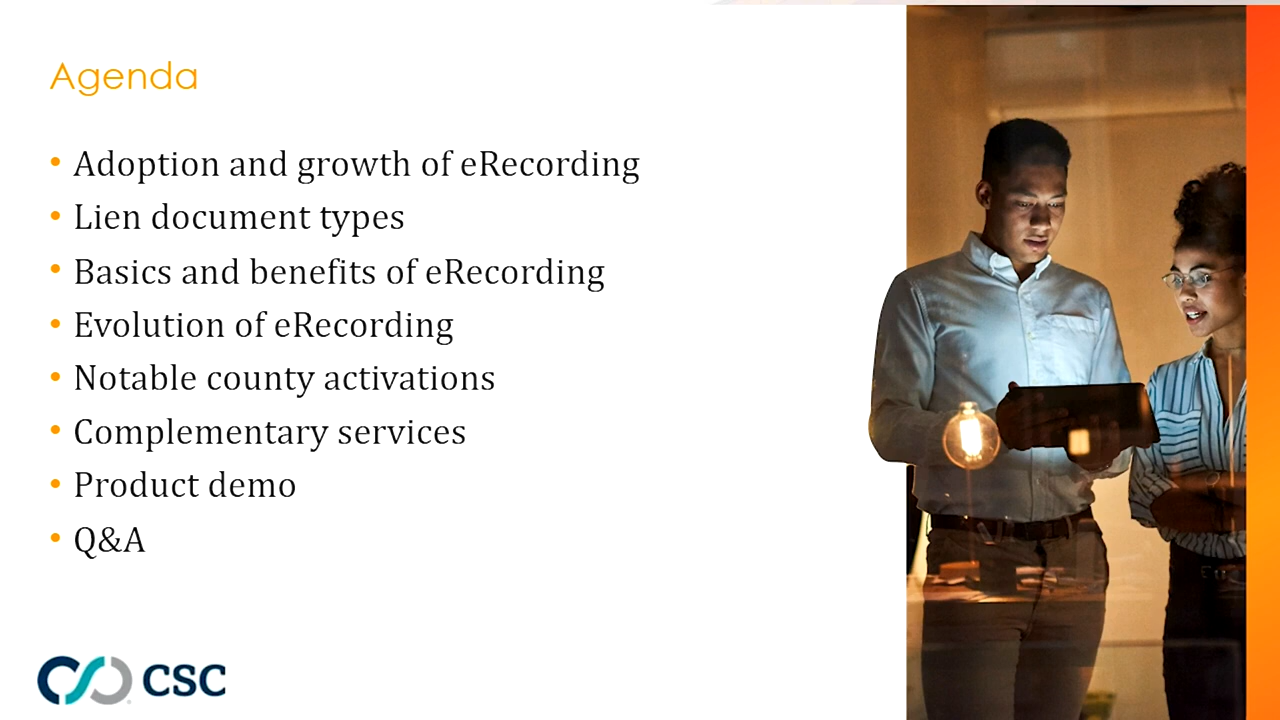 Agenda
• Adoption and growth of eRecording
• Lien document types
• Basics and benefits of eRecording
• Evolution of eRecording
• Notable county activations
• Complementary services
• Product demo
• Q&A
CSC